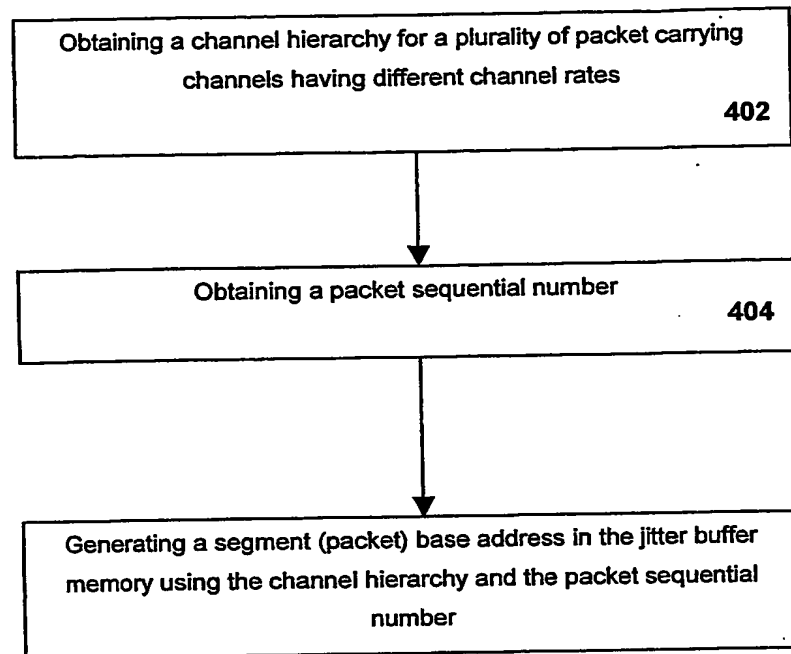 Obtaining a channel hierarchy for a plurality of packet carrying
channels having different channel rates
402
Obtaining a packet sequential number
404
Generating a segment (packet) base address in the jitter buffer
memory using the channel hierarchy and the packet sequential
number